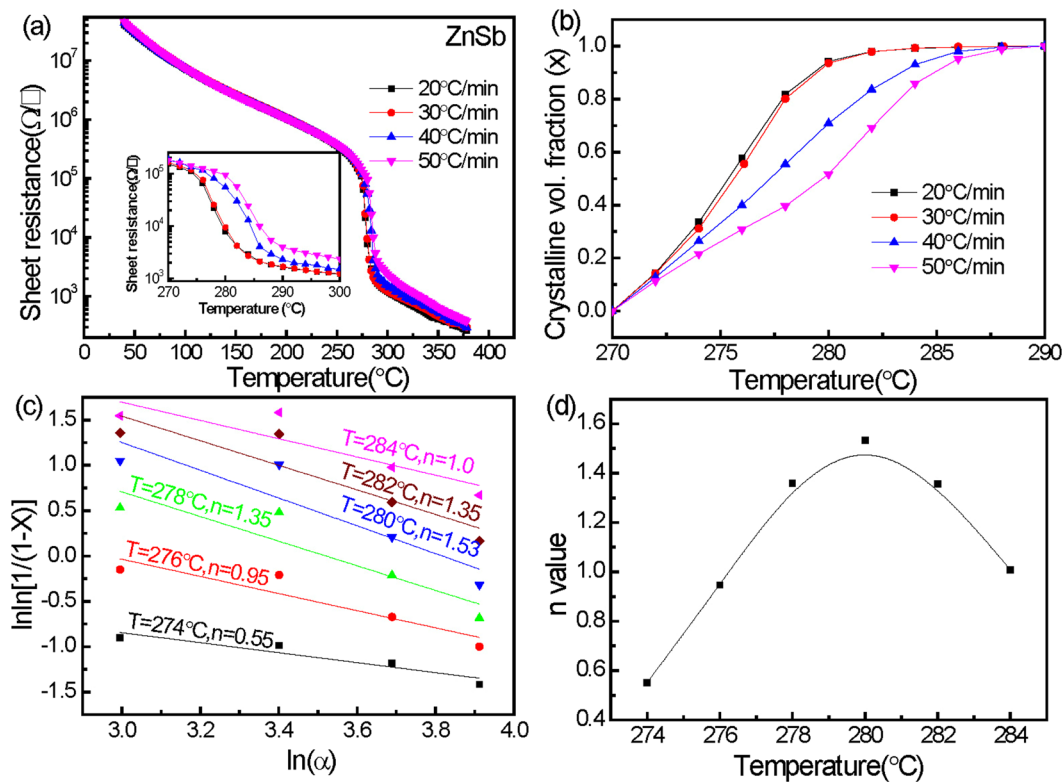 (a)
ZnSb
20°C/min
30°C/min
40°C/min
50°C/min
Sheet resistance(Ω/□)
10⁷
10⁶
10⁵
10⁴
10³
0 50 100 150 200 250 300 350 400
Temperature(°C)
Sheet resistance(Ω/□)
10⁵
10⁴
10³
270 280 290 300
Temperature (°C)
(b)
Crystalline vol. fraction (x)
1.0
0.8
0.6
0.4
0.2
0.0
20°C/min
30°C/min
40°C/min
50°C/min
270 275 280 285 290
Temperature(°C)
(c)
lnln[1/(1-X)]
1.5
1.0
0.5
0.0
-0.5
-1.0
-1.5
T=284°C,n=1.0
T=282°C,n=1.35
T=280°C,n=1.53
T=278°C,n=1.35
T=276°C,n=0.95
T=274°C,n=0.55
3.0 3.2 3.4 3.6 3.8 4.0
ln(α)
(d)
n value
1.6
1.4
1.2
1.0
0.8
0.6
0.4
274 276 278 280 282 284
Temperature(°C)